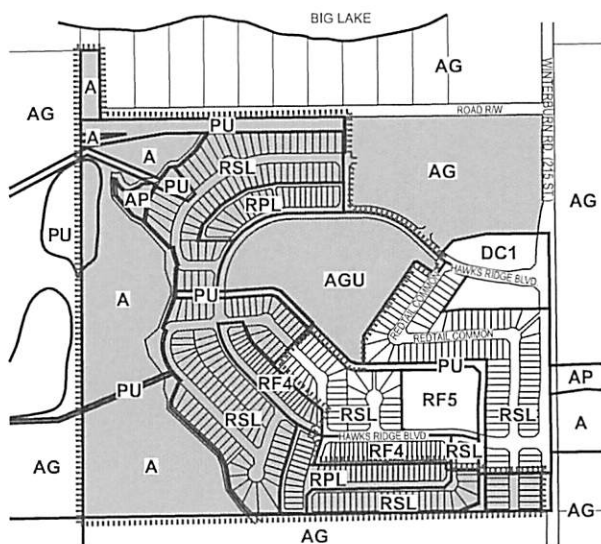 BIG LAKE
AG
A
AG
ROAD R/W
WINTERBURN RD. (215 ST.)
A
PU
A
RSL
AG
AG
PU
AP
RPL
PU
DC1
HAWKS RIDGE BLVD
A
AGU
REDTAIL COMMON
PU
REDTAIL COMMON
PU
AP
RF4
PU
RSL
RSL
RF5
RSL
A
HAWKS RIDGE BLVD
RF4
RSL
AG
A
RPL
RSL
AG
AG